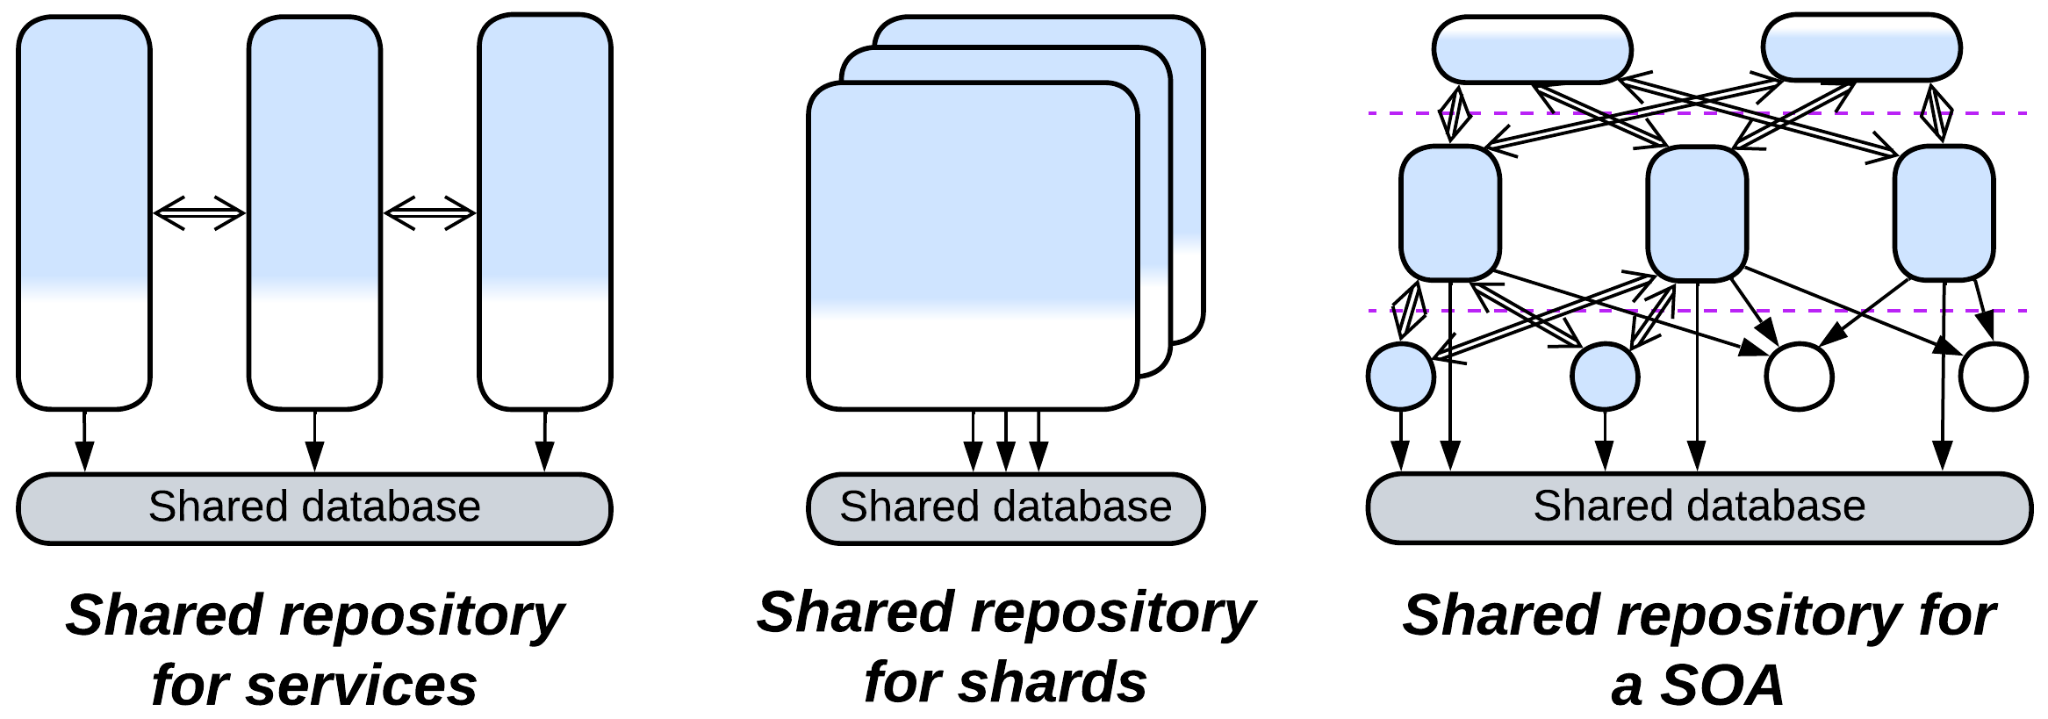 Shared database
Shared database
Shared database
Shared repository
for services
Shared repository
for shards
Shared repository for
a SOA